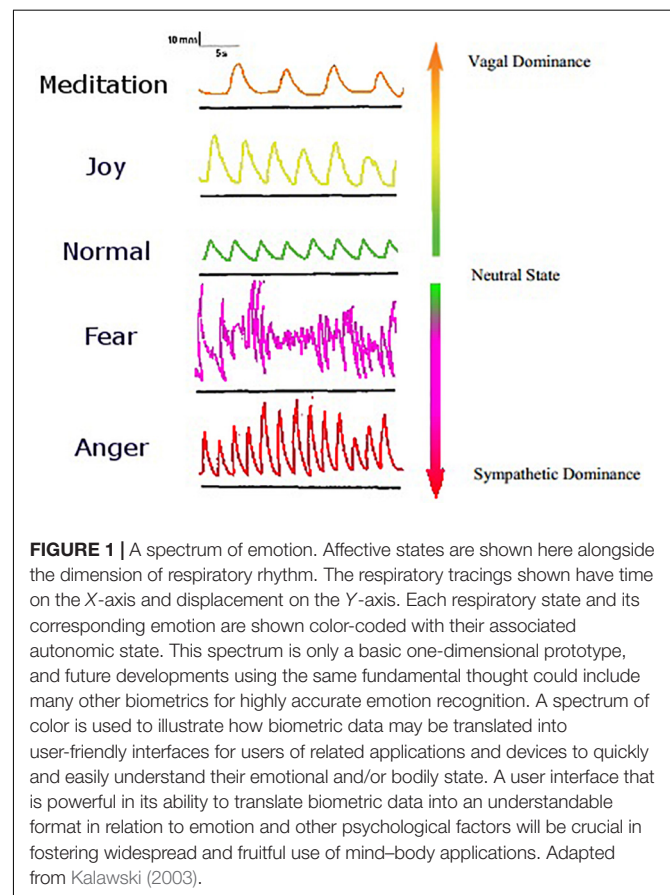 10 mm
5s
Meditation
Vagal Dominance
Joy
Normal
Neutral State
Fear
Anger
Sympathetic Dominance
FIGURE 1 | A spectrum of emotion. Affective states are shown here alongside
the dimension of respiratory rhythm. The respiratory tracings shown have time
on the X-axis and displacement on the Y-axis. Each respiratory state and its
corresponding emotion are shown color-coded with their associated
autonomic state. This spectrum is only a basic one-dimensional prototype,
and future developments using the same fundamental thought could include
many other biometrics for highly accurate emotion recognition. A spectrum of
color is used to illustrate how biometric data may be translated into
user-friendly interfaces for users of related applications and devices to quickly
and easily understand their emotional and/or bodily state. A user interface that
is powerful in its ability to translate biometric data into an understandable
format in relation to emotion and other psychological factors will be crucial in
fostering widespread and fruitful use of mind–body applications. Adapted
from Kalawski (2003).